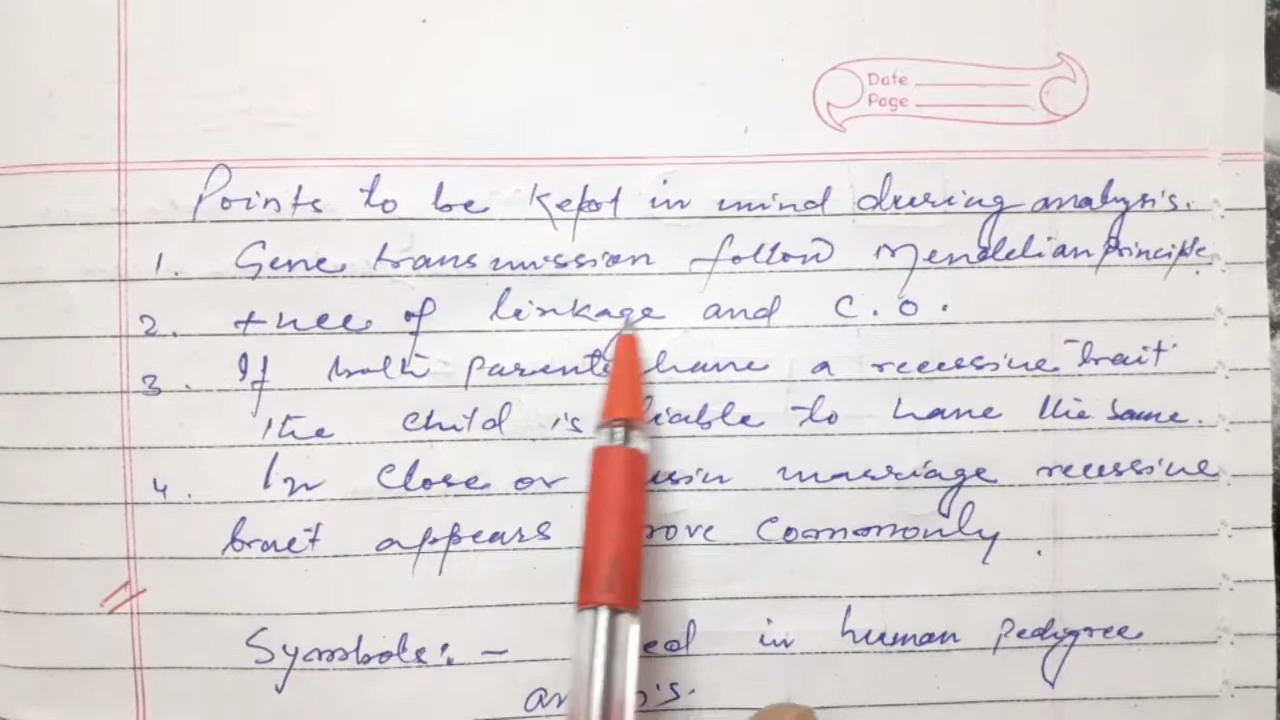 Date
Page
Points to be kept in mind during analysis.
1. Gene transmission follow Mendelian principle
2. free of linkage and C.O.
3. If both parents have a recessive trait
the child is liable to have the same.
4. In close or marriage recessive
trait appears commonly.
Symbols:- in human pedigree